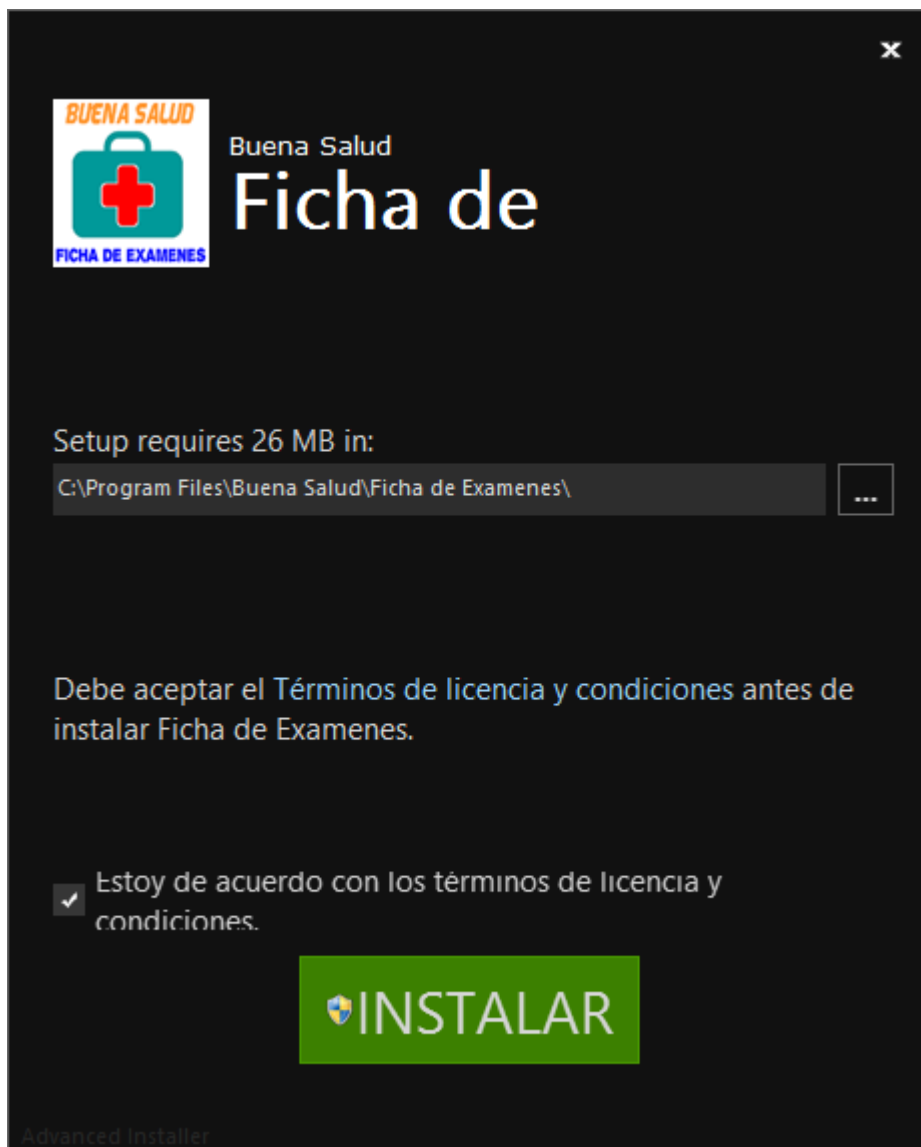 BUENA SALUD
FICHA DE EXAMENES
Buena Salud
Ficha de
Setup requires 26 MB in:
C:\Program Files\Buena Salud\Ficha de Examenes\
...
Debe aceptar el Términos de licencia y condiciones antes de
instalar Ficha de Examenes.
Estoy de acuerdo con los términos de licencia y
condiciones.
INSTALAR
Advanced Installer